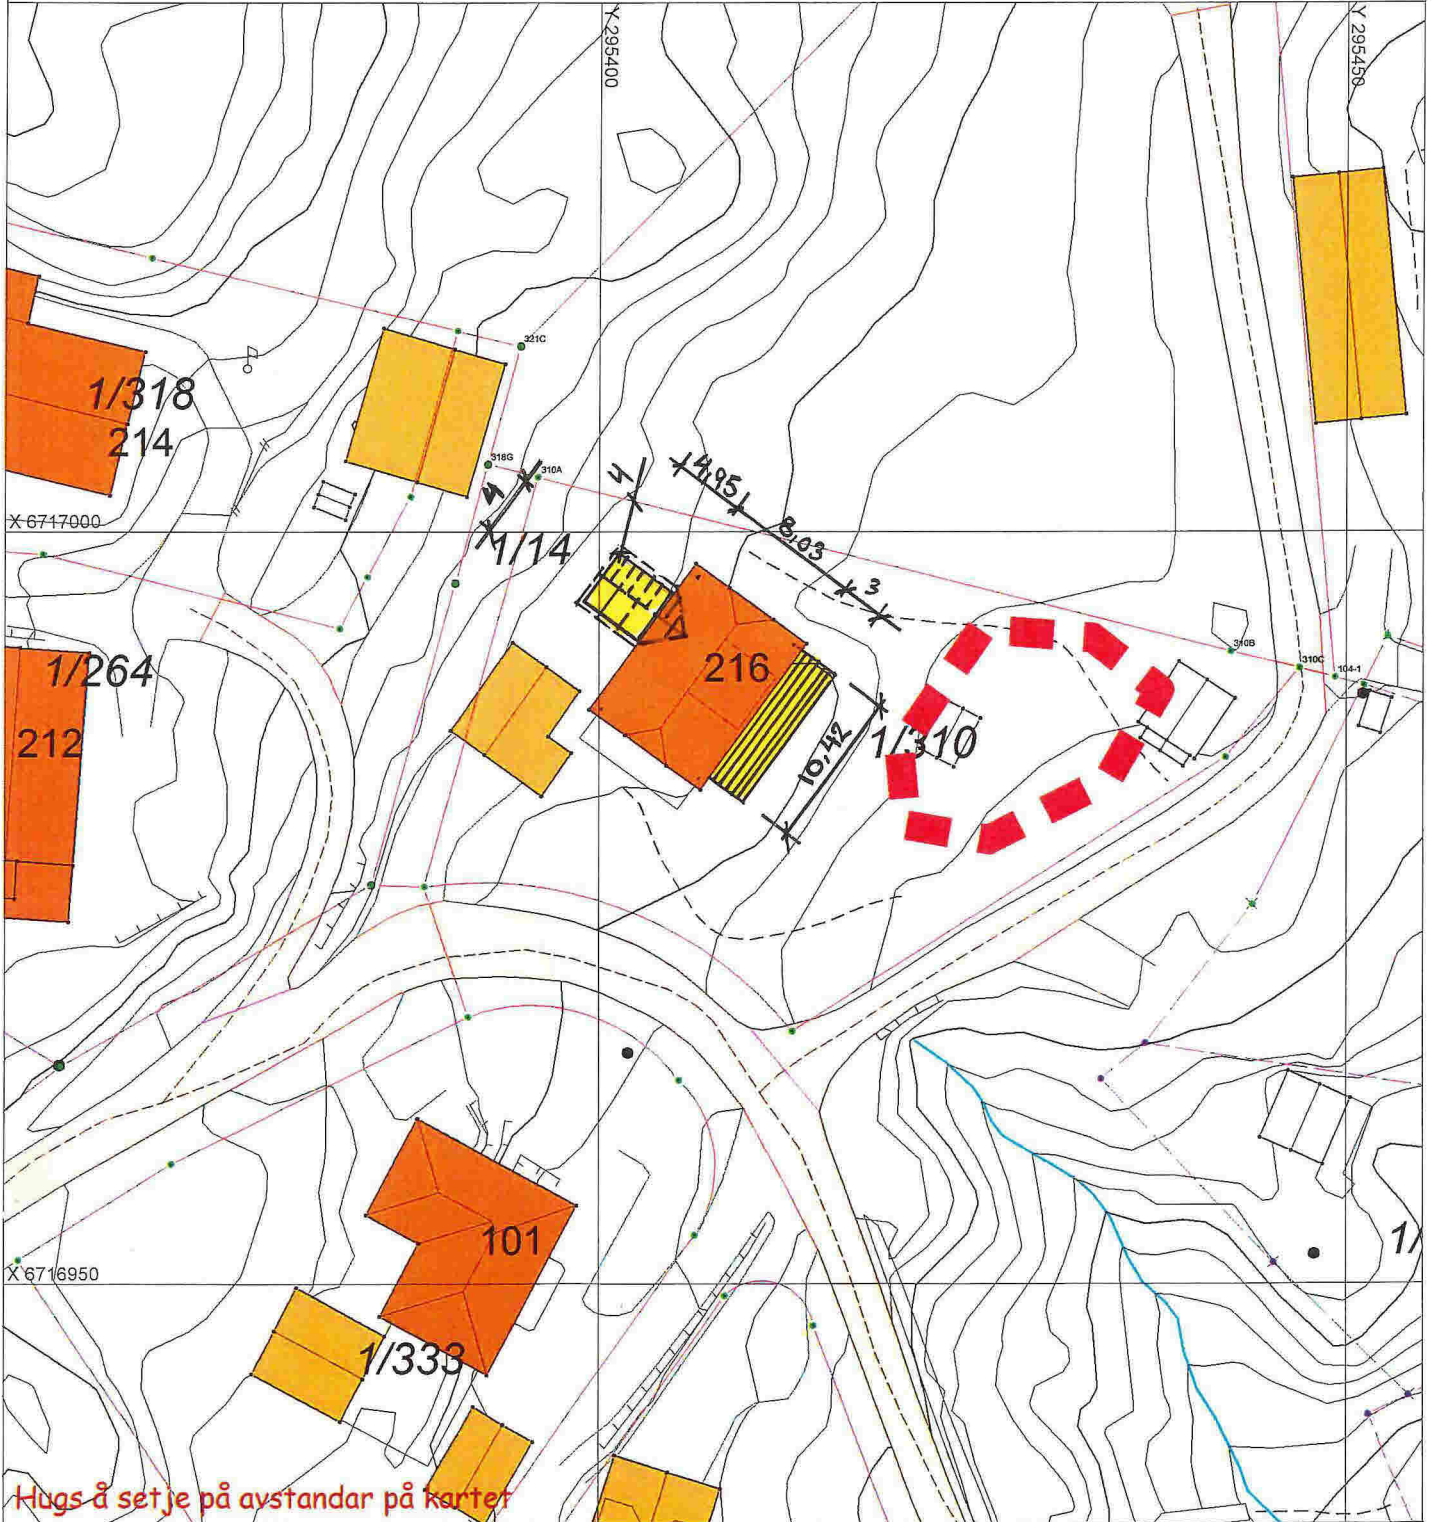 Y 295400
Y 295450
321C
1/318
214
318G
310A
4
4
4,95
8,03
3
X 6717000
1/14
310B
310C
104-1
1/264
216
212
1/310
10,42
101
1/
X 6716950
1/333
Hugs å setje på avstandar på kartet